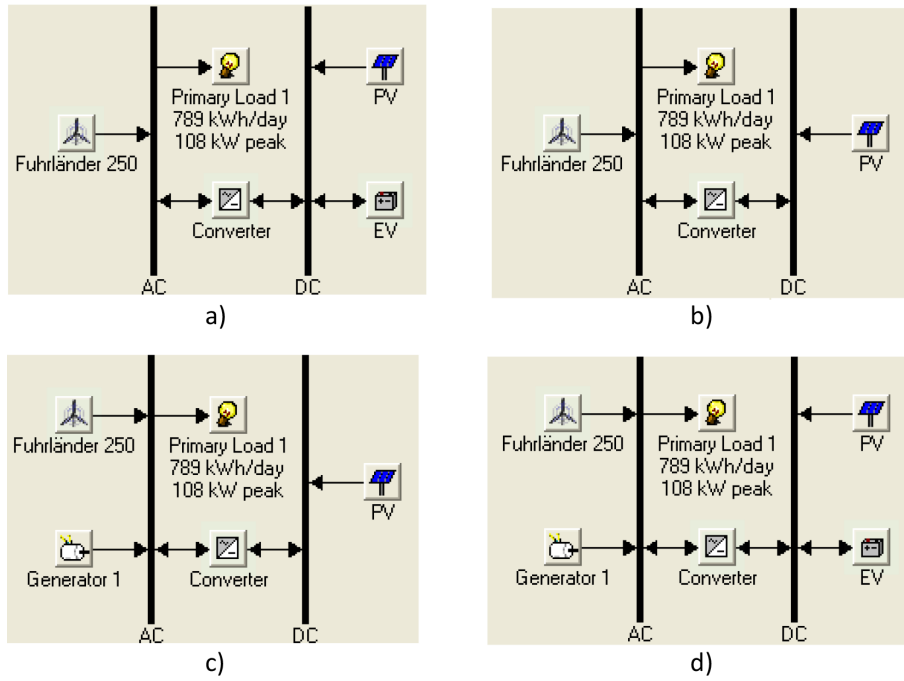 Primary Load 1
789 kWh/day
108 kW peak
PV
Fuhrländer 250
Converter
EV
AC
DC
a)
Primary Load 1
789 kWh/day
108 kW peak
Fuhrländer 250
PV
Converter
AC
DC
b)
Fuhrländer 250
Primary Load 1
789 kWh/day
108 kW peak
PV
Generator 1
Converter
AC
DC
c)
Fuhrländer 250
Primary Load 1
789 kWh/day
108 kW peak
PV
Generator 1
Converter
EV
AC
DC
d)